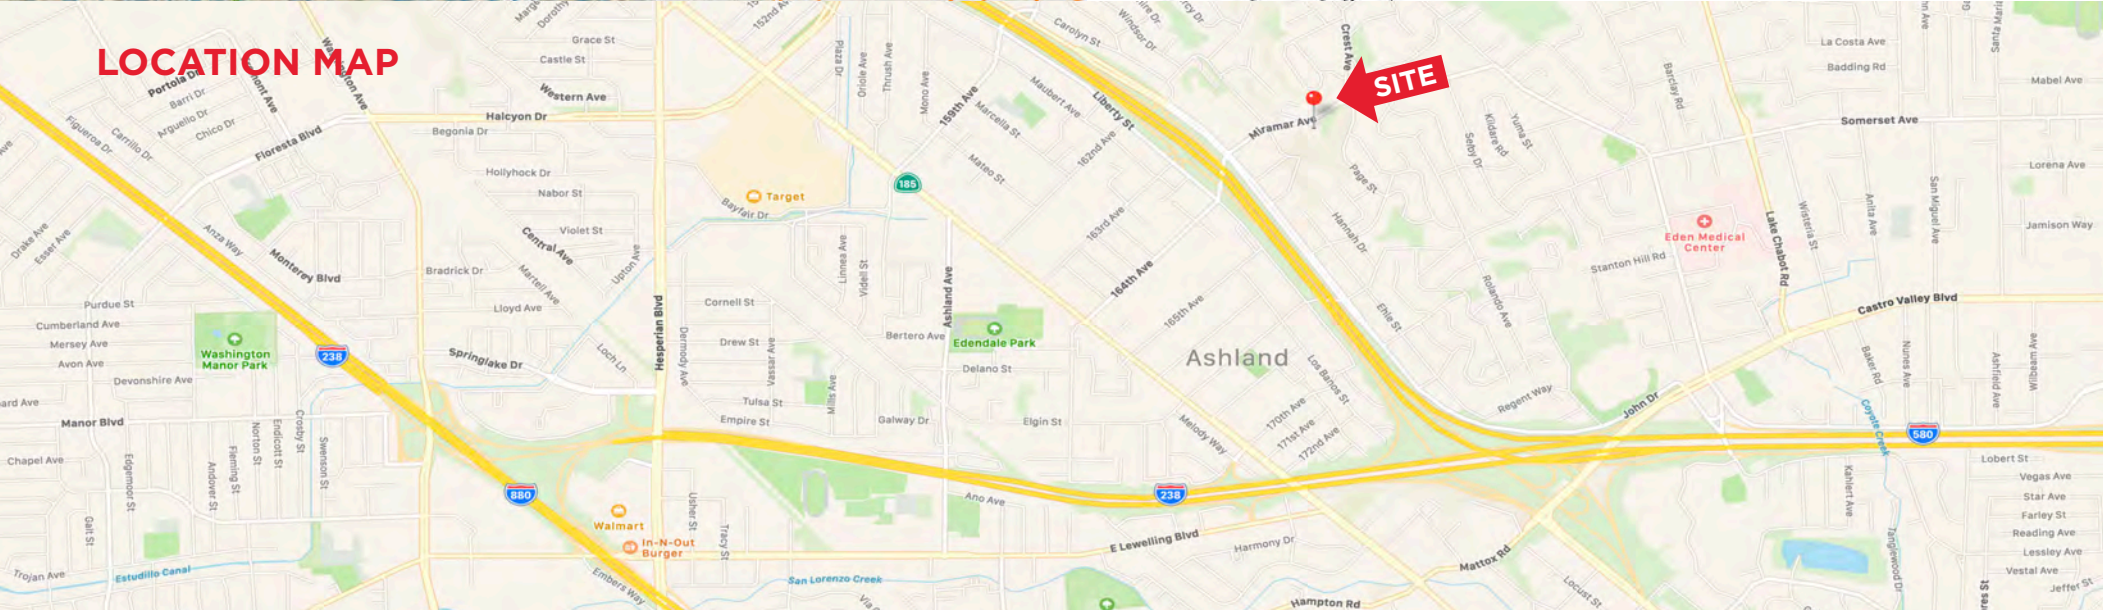 LOCATION MAP
SITE
Grace St
Castle St
Western Ave
Portola Dr
Barri Dr
Arguello Dr
Chico Dr
Figueroa Dr
Carrillo Dr
Floresta Blvd
Halcyon Dr
Begonia Dr
Hollyhock Dr
Nabor St
Violet St
Central Ave
Martell Ave
Upton Ave
Bradrick Dr
Lloyd Ave
Springlake Dr
Loch Ln
Hesperian Blvd
Drake Ave
Esser Ave
Anza Way
Monterey Blvd
Purdue St
Cumberland Ave
Mersey Ave
Avon Ave
Devonshire Ave
ard Ave
Manor Blvd
Chapel Ave
Washington
Manor Park
238
880
Crosby St
Endicott St
Norton St
Fleming St
Andover St
Swenson St
Edgemoor St
Galt St
Trojan Ave
Estudillo Canal
152nd Ave
Plaza Dr
Oriole Ave
Thrush Ave
Mono Ave
159th Ave
Marcella St
Mateo St
Maubert Ave
162nd Ave
Liberty St
Carolyn St
Windsor Dr
Crest Ave
Miramar Ave
Page St
Hannah Dr
185
Target
Bayfair Dr
163rd Ave
164th Ave
165th Ave
Linnea Ave
Videll St
Ashland Ave
Cornell St
Drew St
Dermody Ave
Vassar Ave
Bertero Ave
Edendale Park
Delano St
Tulsa St
Empire St
Mills Ave
Galway Dr
Elgin St
Ashland
Los Banos St
170th Ave
171st Ave
172nd Ave
Melody Way
238
Ano Ave
Usher St
Tracy St
Walmart
In-N-Out
Burger
Embers Way
San Lorenzo Creek
E Lewelling Blvd
Harmony Dr
Hampton Rd
Mattox Rd
Locust St
Ehle St
Rolando Ave
Regent Way
John Dr
Stanton Hill Rd
Selby Dr
Kildare Rd
Yuma St
Barclay Rd
Eden Medical
Center
Lake Chabot Rd
Wisteria St
Anita Ave
San Miguel Ave
La Costa Ave
Badding Rd
Mabel Ave
Somerset Ave
Lorena Ave
Jamison Way
Castro Valley Blvd
Baker Rd
Nunes Ave
Ashfield Ave
Wilbeam Ave
Coyote Creek
580
Lobert St
Vegas Ave
Star Ave
Farley St
Reading Ave
Lessley Ave
Vestal Ave
Jeffer St
Kahlert Ave
Tanglewood Dr